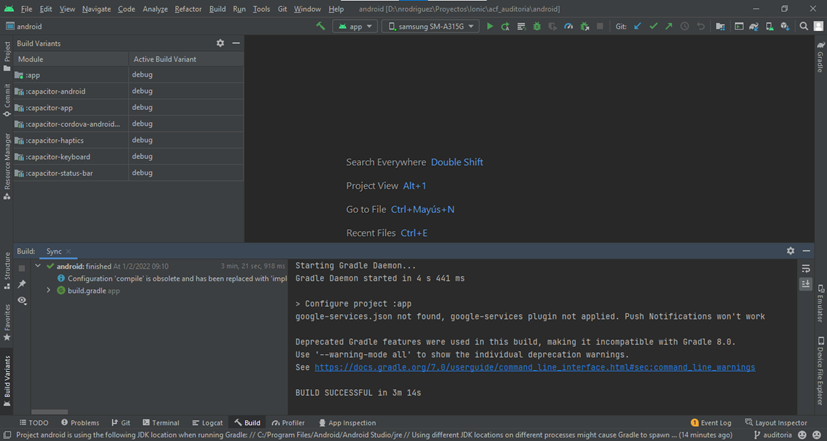 File Edit View Navigate Code Analyze Refactor Build Run Tools Git Window Help android [D:\nrodriguez\Proyectos\Ionic\acf_auditoria\android]
android
app
samsung SM-A315G
Git:
Build Variants
Module Active Build Variant
:app debug
:capacitor-android debug
:capacitor-app debug
:capacitor-cordova-android... debug
:capacitor-haptics debug
:capacitor-keyboard debug
:capacitor-status-bar debug
Project
Commit
Resource Manager
Structure
Favorites
Build Variants
Gradle
Emulator
Device File Explorer
Search Everywhere Double Shift
Project View Alt+1
Go to File Ctrl+Mayús+N
Recent Files Ctrl+E
Build: Sync
android: finished At 1/2/2022 09:10 3 min, 21 sec, 918 ms
Configuration 'compile' is obsolete and has been replaced with 'impl
build.gradle app
Starting Gradle Daemon...
Gradle Daemon started in 4 s 441 ms
> Configure project :app
google-services.json not found, google-services plugin not applied. Push Notifications won't work
Deprecated Gradle features were used in this build, making it incompatible with Gradle 8.0.
Use '--warning-mode all' to show the individual deprecation warnings.
See https://docs.gradle.org/7.0/userguide/command_line_interface.html#sec:command_line_warnings
BUILD SUCCESSFUL in 3m 14s
TODO Problems Git Terminal Logcat Build Profiler App Inspection 1 Event Log Layout Inspector
Project android is using the following JDK location when running Gradle: // C:/Program Files/Android/Android Studio/jre // Using different JDK locations on different processes might cause Gradle to spawn ... (14 minutes ago) auditoria